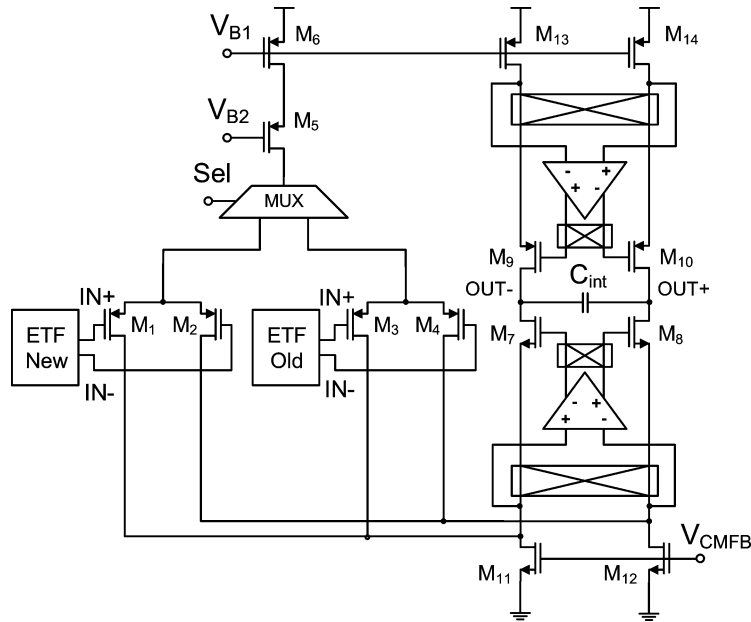 V_B1
M_6
M_13
M_14
V_B2
M_5
Sel
MUX
- +
+ -
M_9
M_10
C_int
OUT-
OUT+
IN+
IN+
ETF
New
M_1
M_2
ETF
Old
M_3
M_4
M_7
M_8
IN-
IN-
- +
+ -
V_CMFB
M_11
M_12